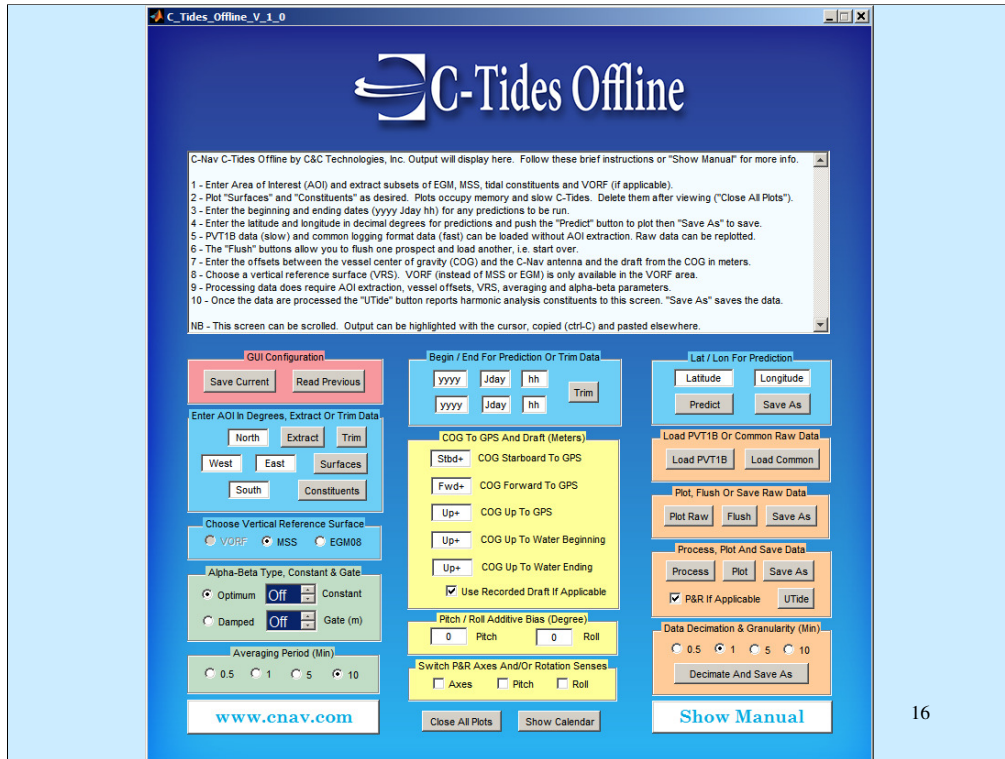 C_Tides_Offline_V_1_0
C-Tides Offline
C-Nav C-Tides Offline by C&C Technologies, Inc. Output will display here. Follow these brief instructions or "Show Manual" for more info.
1 - Enter Area of Interest (AOI) and extract subsets of EGM, MSS, tidal constituents and VORF (if applicable).
2 - Plot "Surfaces" and "Constituents" as desired. Plots occupy memory and slow C-Tides. Delete them after viewing ("Close All Plots").
3 - Enter the beginning and ending dates (yyyy Jday hh) for any predictions to be run.
4 - Enter the latitude and longitude in decimal degrees for predictions and push the "Predict" button to plot then "Save As" to save.
5 - PVT1B data (slow) and common logging format data (fast) can be loaded without AOI extraction. Raw data can be replotted.
6 - The "Flush" buttons allow you to flush one prospect and load another, i.e. start over.
7 - Enter the offsets between the vessel center of gravity (COG) and the C-Nav antenna and the draft from the COG in meters.
8 - Choose a vertical reference surface (VRS). VORF (instead of MSS or EGM) is only available in the VORF area.
9 - Processing data does require AOI extraction, vessel offsets, VRS, averaging and alpha-beta parameters.
10 - Once the data are processed the "UTide" button reports harmonic analysis constituents to this screen. "Save As" saves the data.
NB - This screen can be scrolled. Output can be highlighted with the cursor, copied (ctrl-C) and pasted elsewhere.
GUI Configuration
Save Current Read Previous
Enter AOI In Degrees, Extract Or Trim Data
North Extract Trim
West East Surfaces
South Constituents
Choose Vertical Reference Surface
VORF MSS EGM08
Alpha-Beta Type, Constant & Gate
Optimum Off Constant
Damped Off Gate (m)
Averaging Period (Min)
0.5 1 5 10
www.cnav.com
Begin / End For Prediction Or Trim Data
yyyy Jday hh
Trim
yyyy Jday hh
COG To GPS And Draft (Meters)
Stbd+ COG Starboard To GPS
Fwd+ COG Forward To GPS
Up+ COG Up To GPS
Up+ COG Up To Water Beginning
Up+ COG Up To Water Ending
Use Recorded Draft If Applicable
Pitch / Roll Additive Bias (Degree)
0 Pitch 0 Roll
Switch P&R Axes And/Or Rotation Senses
Axes Pitch Roll
Close All Plots Show Calendar
Lat / Lon For Prediction
Latitude Longitude
Predict Save As
Load PVT1B Or Common Raw Data
Load PVT1B Load Common
Plot, Flush Or Save Raw Data
Plot Raw Flush Save As
Process, Plot And Save Data
Process Plot Save As
P&R If Applicable UTide
Data Decimation & Granularity (Min)
0.5 1 5 10
Decimate And Save As
Show Manual
16